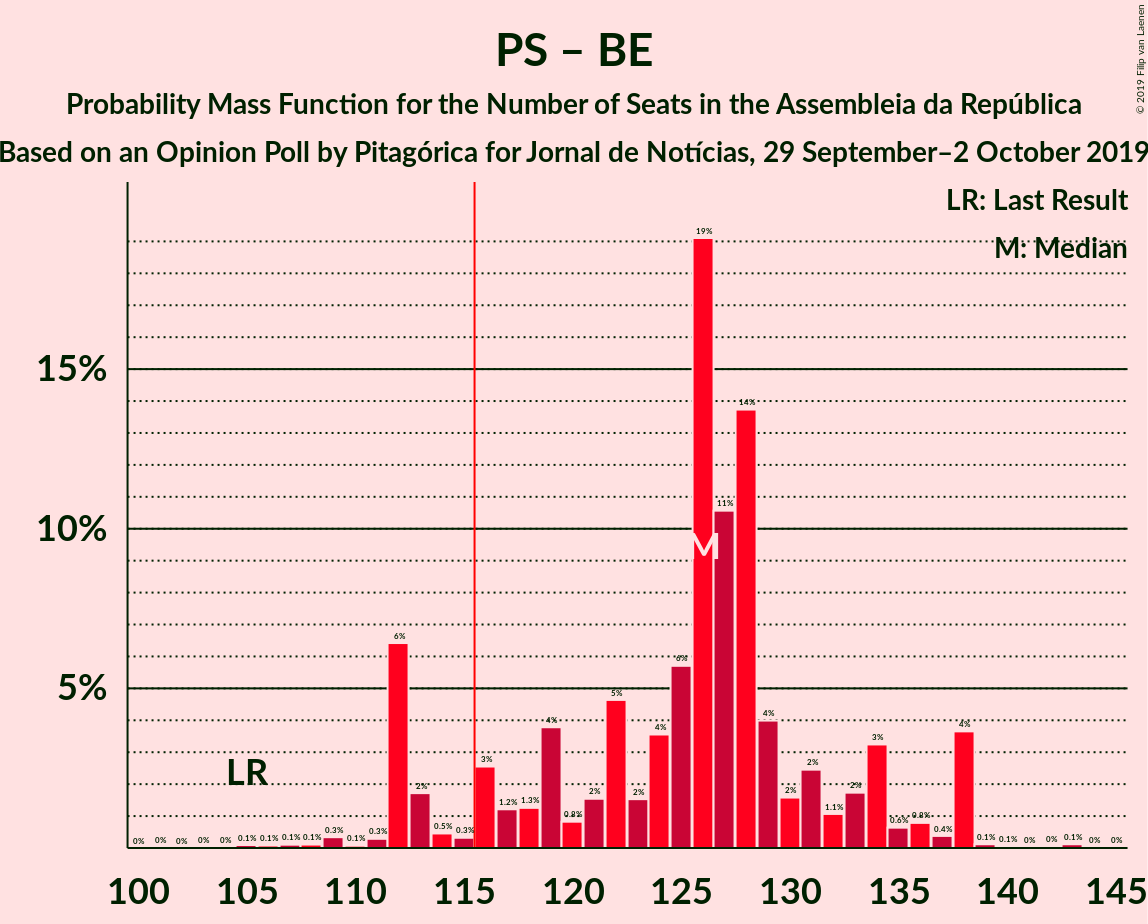 PS – BE
Probability Mass Function for the Number of Seats in the Assembleia da República
Based on an Opinion Poll by Pitagórica for Jornal de Notícias, 29 September–2 October 2019
© 2019 Filip van Laenen
LR: Last Result
M: Median
15%
10%
5%
LR
M
0% 0% 0% 0% 0% 0.1% 0.1% 0.1% 0.1% 0.3% 0.1% 0.3% 6% 2% 0.5% 0.3% 3% 1.2% 1.3% 4% 0.8% 2% 5% 2% 4% 6% 19% 11% 14% 4% 2% 2% 1.1% 2% 3% 0.6% 0.8% 0.4% 4% 0.1% 0.1% 0% 0% 0.1% 0% 0%
100 105 110 115 120 125 130 135 140 145